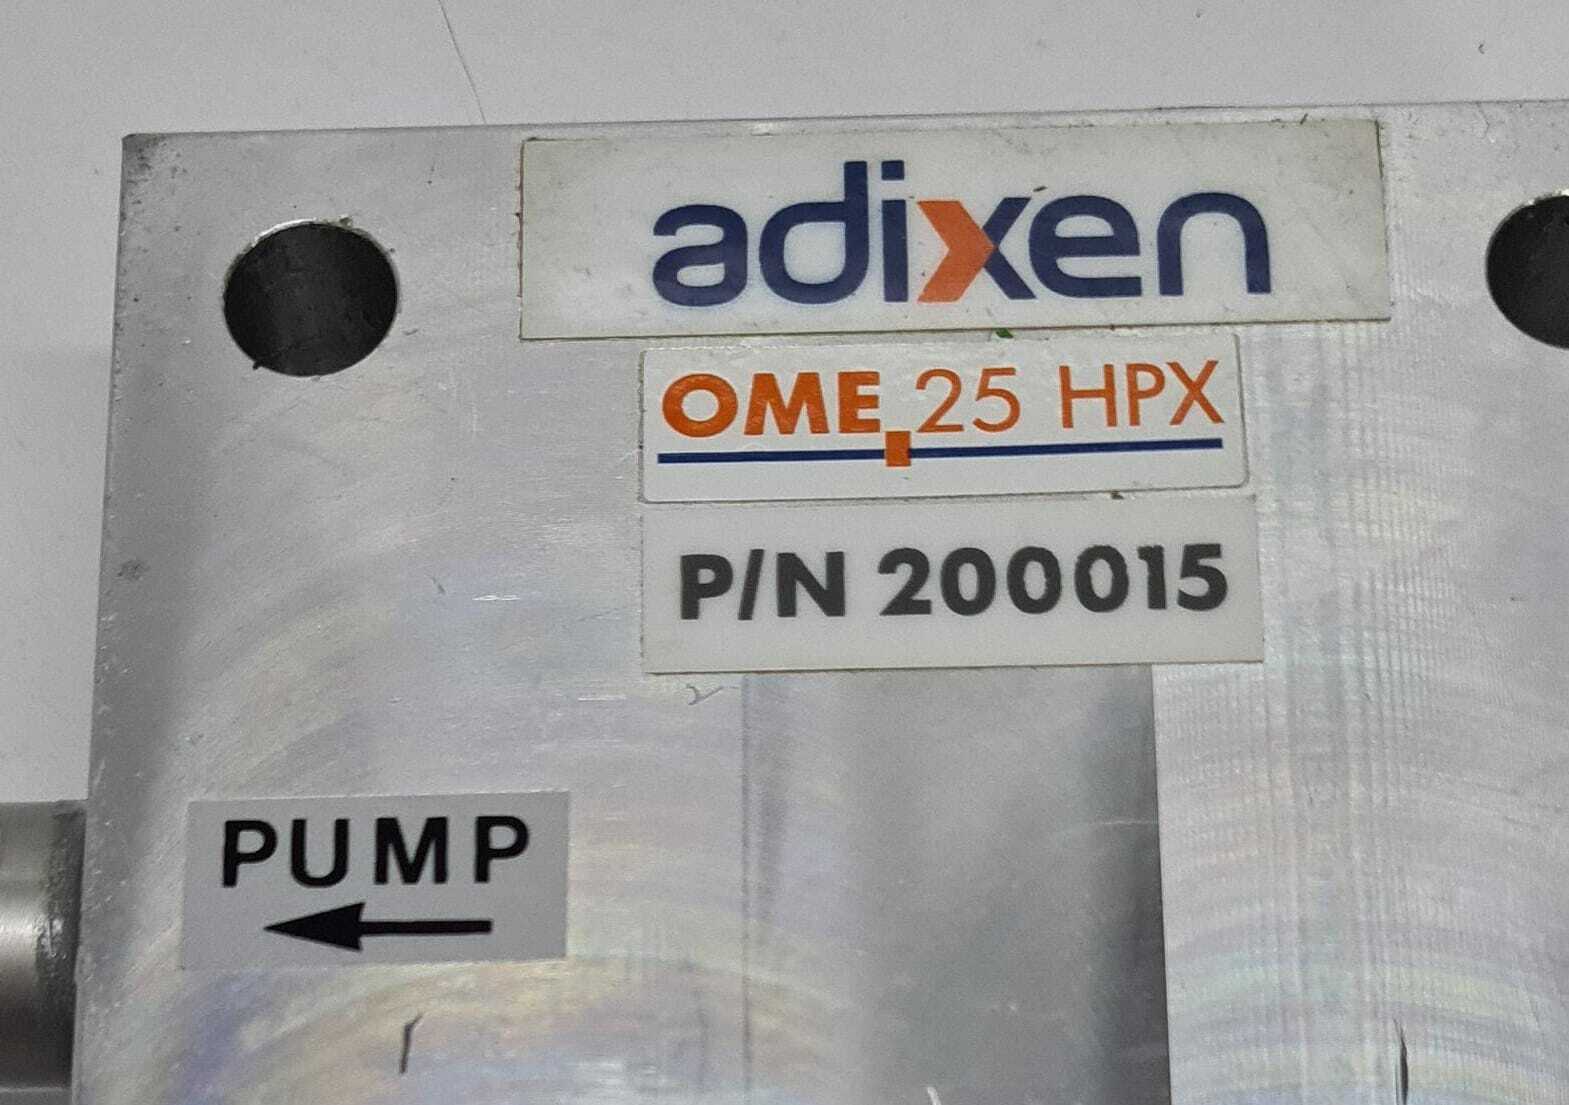 adixen
OME 25 HPX
P/N 200015
PUMP